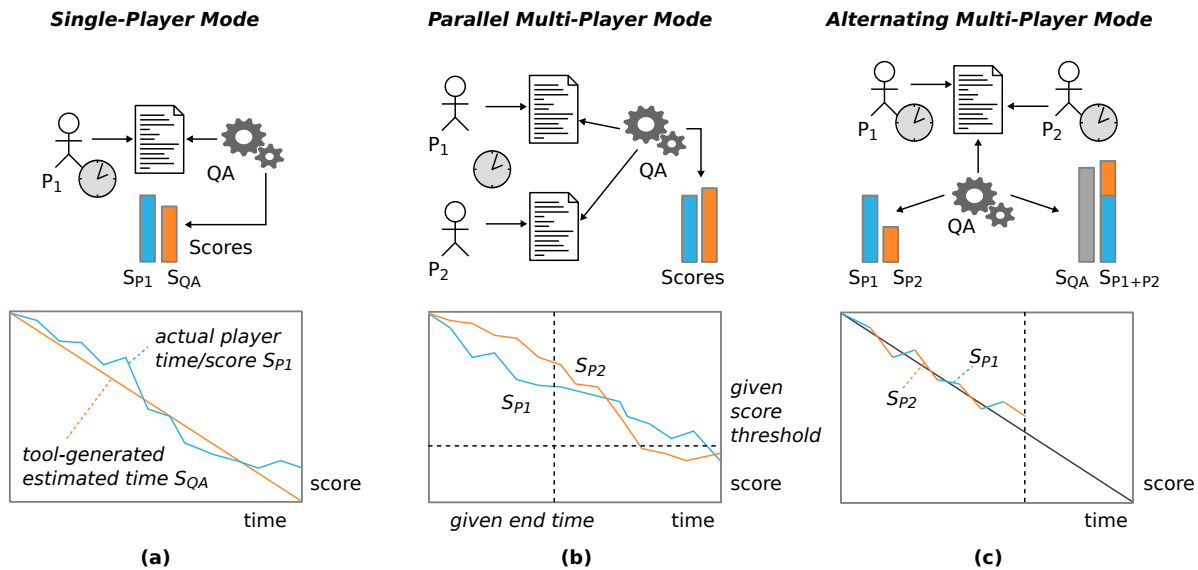 Single-Player Mode
P1
QA
Scores
SP1
SQA
actual player
time/score SP1
tool-generated
estimated time SQA
score
time
(a)
Parallel Multi-Player Mode
P1
QA
P2
Scores
SP2
SP1
given
score
threshold
score
given end time
time
(b)
Alternating Multi-Player Mode
P1
P2
QA
SP1
SP2
SQA
SP1+P2
SP1
SP2
score
time
(c)